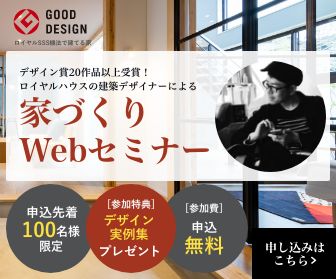 GOOD
DESIGN
ロイヤルSSS構法で建てる家
デザイン賞20作品以上受賞！
ロイヤルハウスの建築デザイナーによる
家づくり
Webセミナー
申込先着
100名様
限定
［参加特典］
デザイン
実例集
プレゼント
［参加費］
申込
無料
申し込みは
こちら>